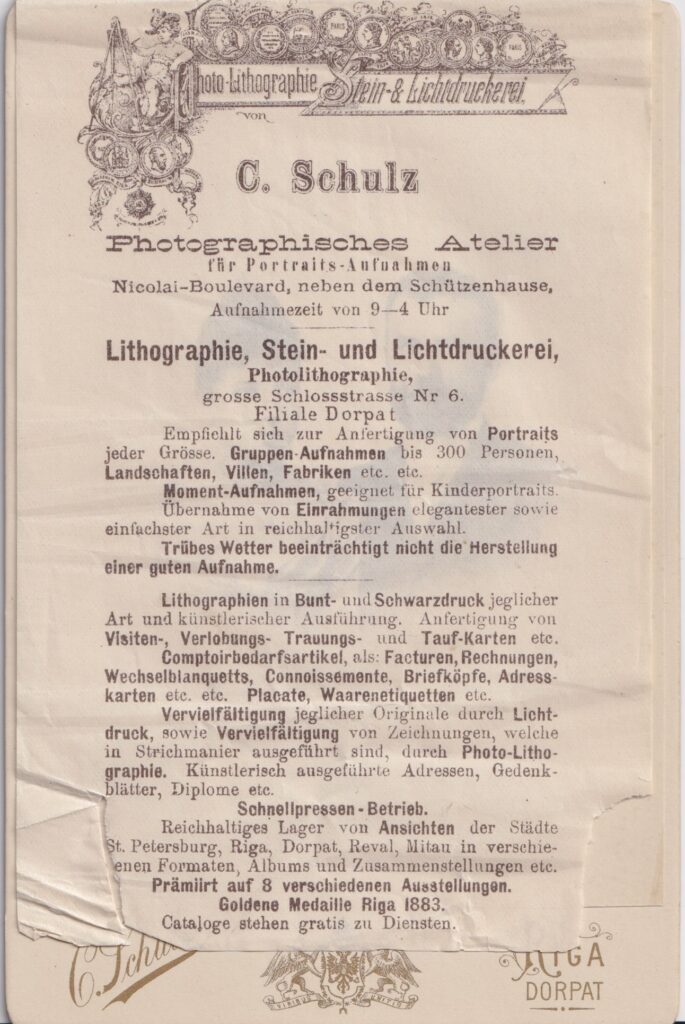 Photo-Lithographie, Stein- & Lichtdruckerei,
von
C. Schulz
Photographisches Atelier
für Portraits-Aufnahmen
Nicolai-Boulevard, neben dem Schützenhause,
Aufnahmezeit von 9—4 Uhr
Lithographie, Stein- und Lichtdruckerei,
Photolithographie,
grosse Schlossstrasse Nr 6.
Filiale Dorpat
Empfiehlt sich zur Anfertigung von Portraits
jeder Grösse. Gruppen-Aufnahmen bis 300 Personen,
Landschaften, Villen, Fabriken etc. etc.
Moment-Aufnahmen, geeignet für Kinderportraits.
Übernahme von Einrahmungen elegantester sowie
einfachster Art in reichhaltigster Auswahl.
Trübes Wetter beeinträchtigt nicht die Herstellung
einer guten Aufnahme.
Lithographien in Bunt- und Schwarzdruck jeglicher
Art und künstlerischer Ausführung. Anfertigung von
Visiten-, Verlobungs- Trauungs- und Tauf-Karten etc.
Comptoirbedarfsartikel, als: Facturen, Rechnungen,
Wechselblanquetts, Connoissemente, Briefköpfe, Adress-
karten etc. etc. Placate, Waarenetiquetten etc.
Vervielfältigung jeglicher Originale durch Licht-
druck, sowie Vervielfältigung von Zeichnungen, welche
in Strichmanier ausgeführt sind, durch Photo-Litho-
graphie. Künstlerisch ausgeführte Adressen, Gedenk-
blätter, Diplome etc.
Schnellpressen-Betrieb.
Reichhaltiges Lager von Ansichten der Städte
St. Petersburg, Riga, Dorpat, Reval, Mitau in verschie-
enen Formaten, Albums und Zusammenstellungen etc.
Prämiirt auf 8 verschiedenen Ausstellungen.
Goldene Medaille Riga 1883.
Cataloge stehen gratis zu Diensten.
C. Schul
RIGA
DORPAT